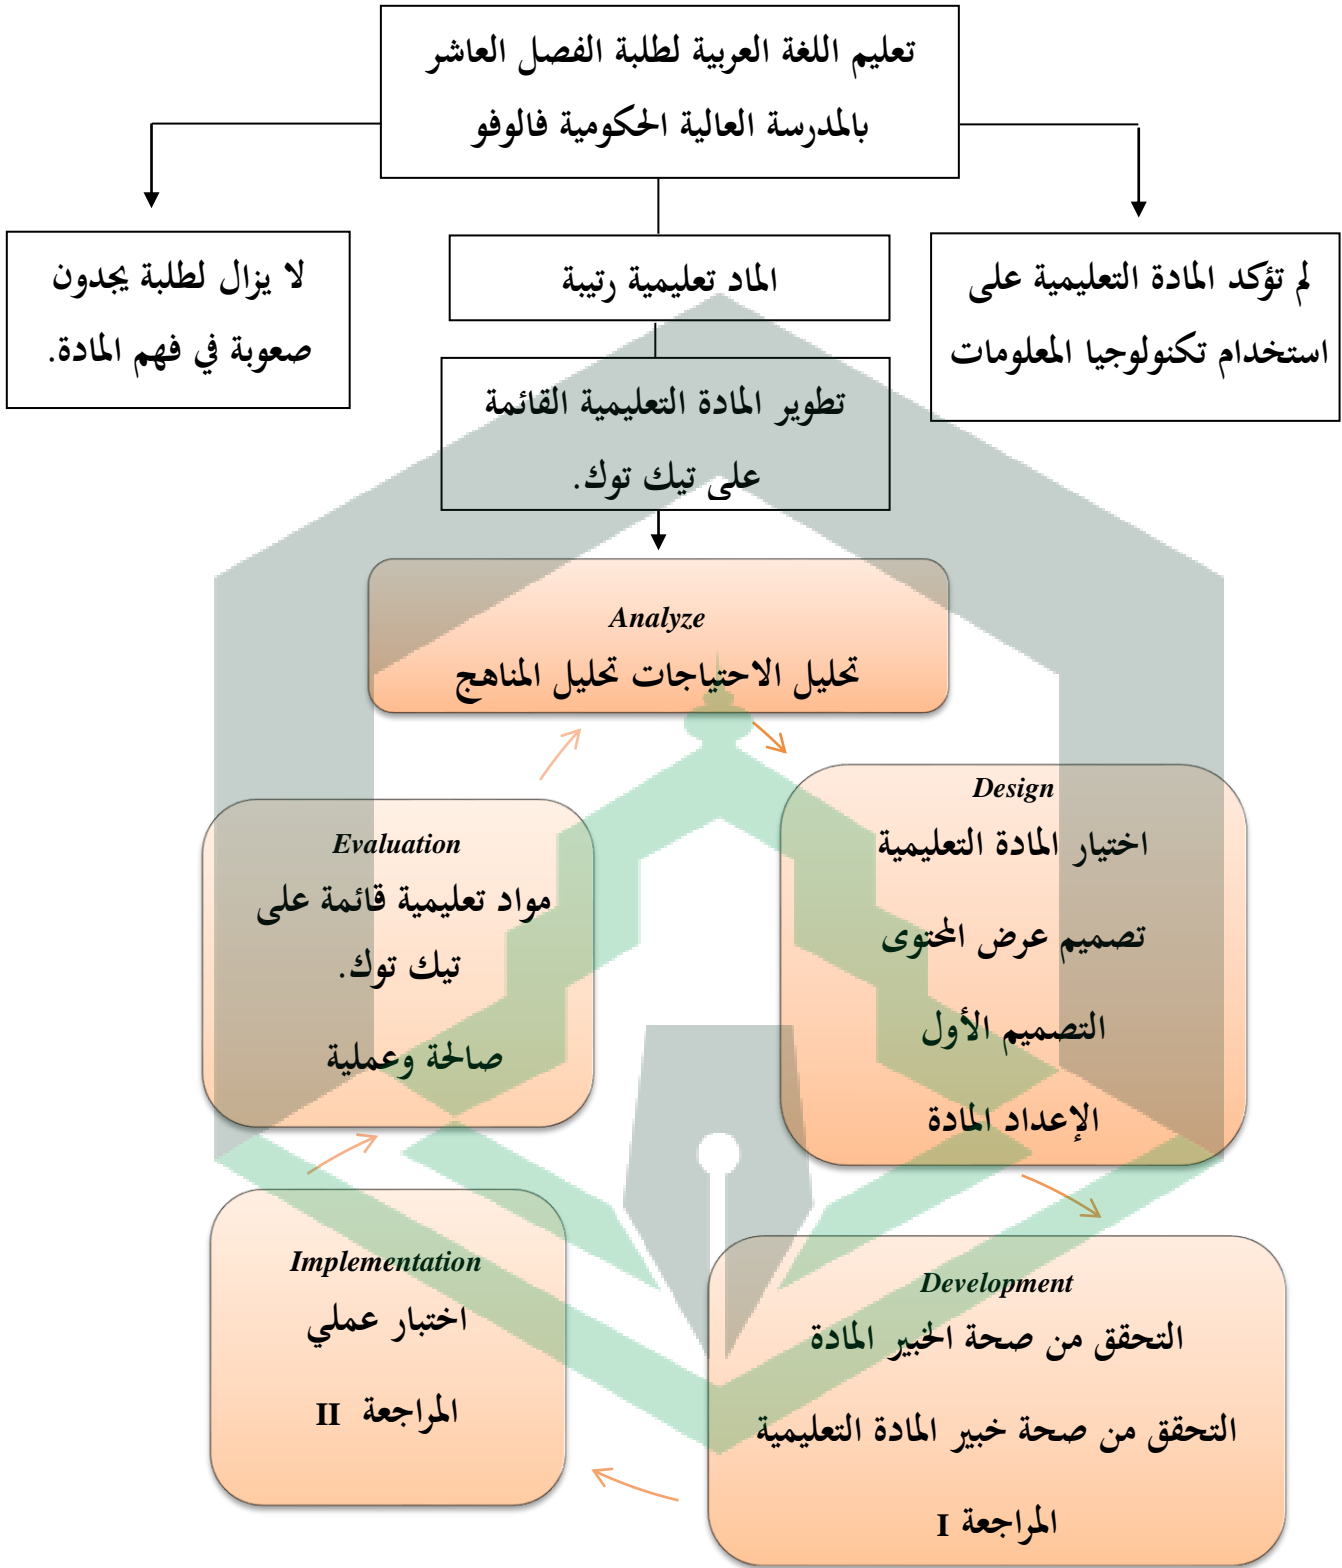 تعليم اللغة العربية لطلبة الفصل العاشر
بالمدرسة العالية الحكومية فالوفو
لم تؤكد المادة التعليمية على
استخدام تكنولوجيا المعلومات
الماد تعليمية رتيبة
لا يزال لطلبة يجدون
صعوبة في فهم المادة.
تطوير المادة التعليمية القائمة
على تيك توك.
Analyze
تحليل الاحتياجات تحليل المناهج
Design
اختيار المادة التعليمية
تصميم عرض المحتوى
التصميم الأول
الإعداد المادة
Development
التحقق من صحة الخبير المادة
التحقق من صحة خبير المادة التعليمية
المراجعة I
Implementation
اختبار عملي
المراجعة II
Evaluation
مواد تعليمية قائمة على
تيك توك.
صالحة وعملية